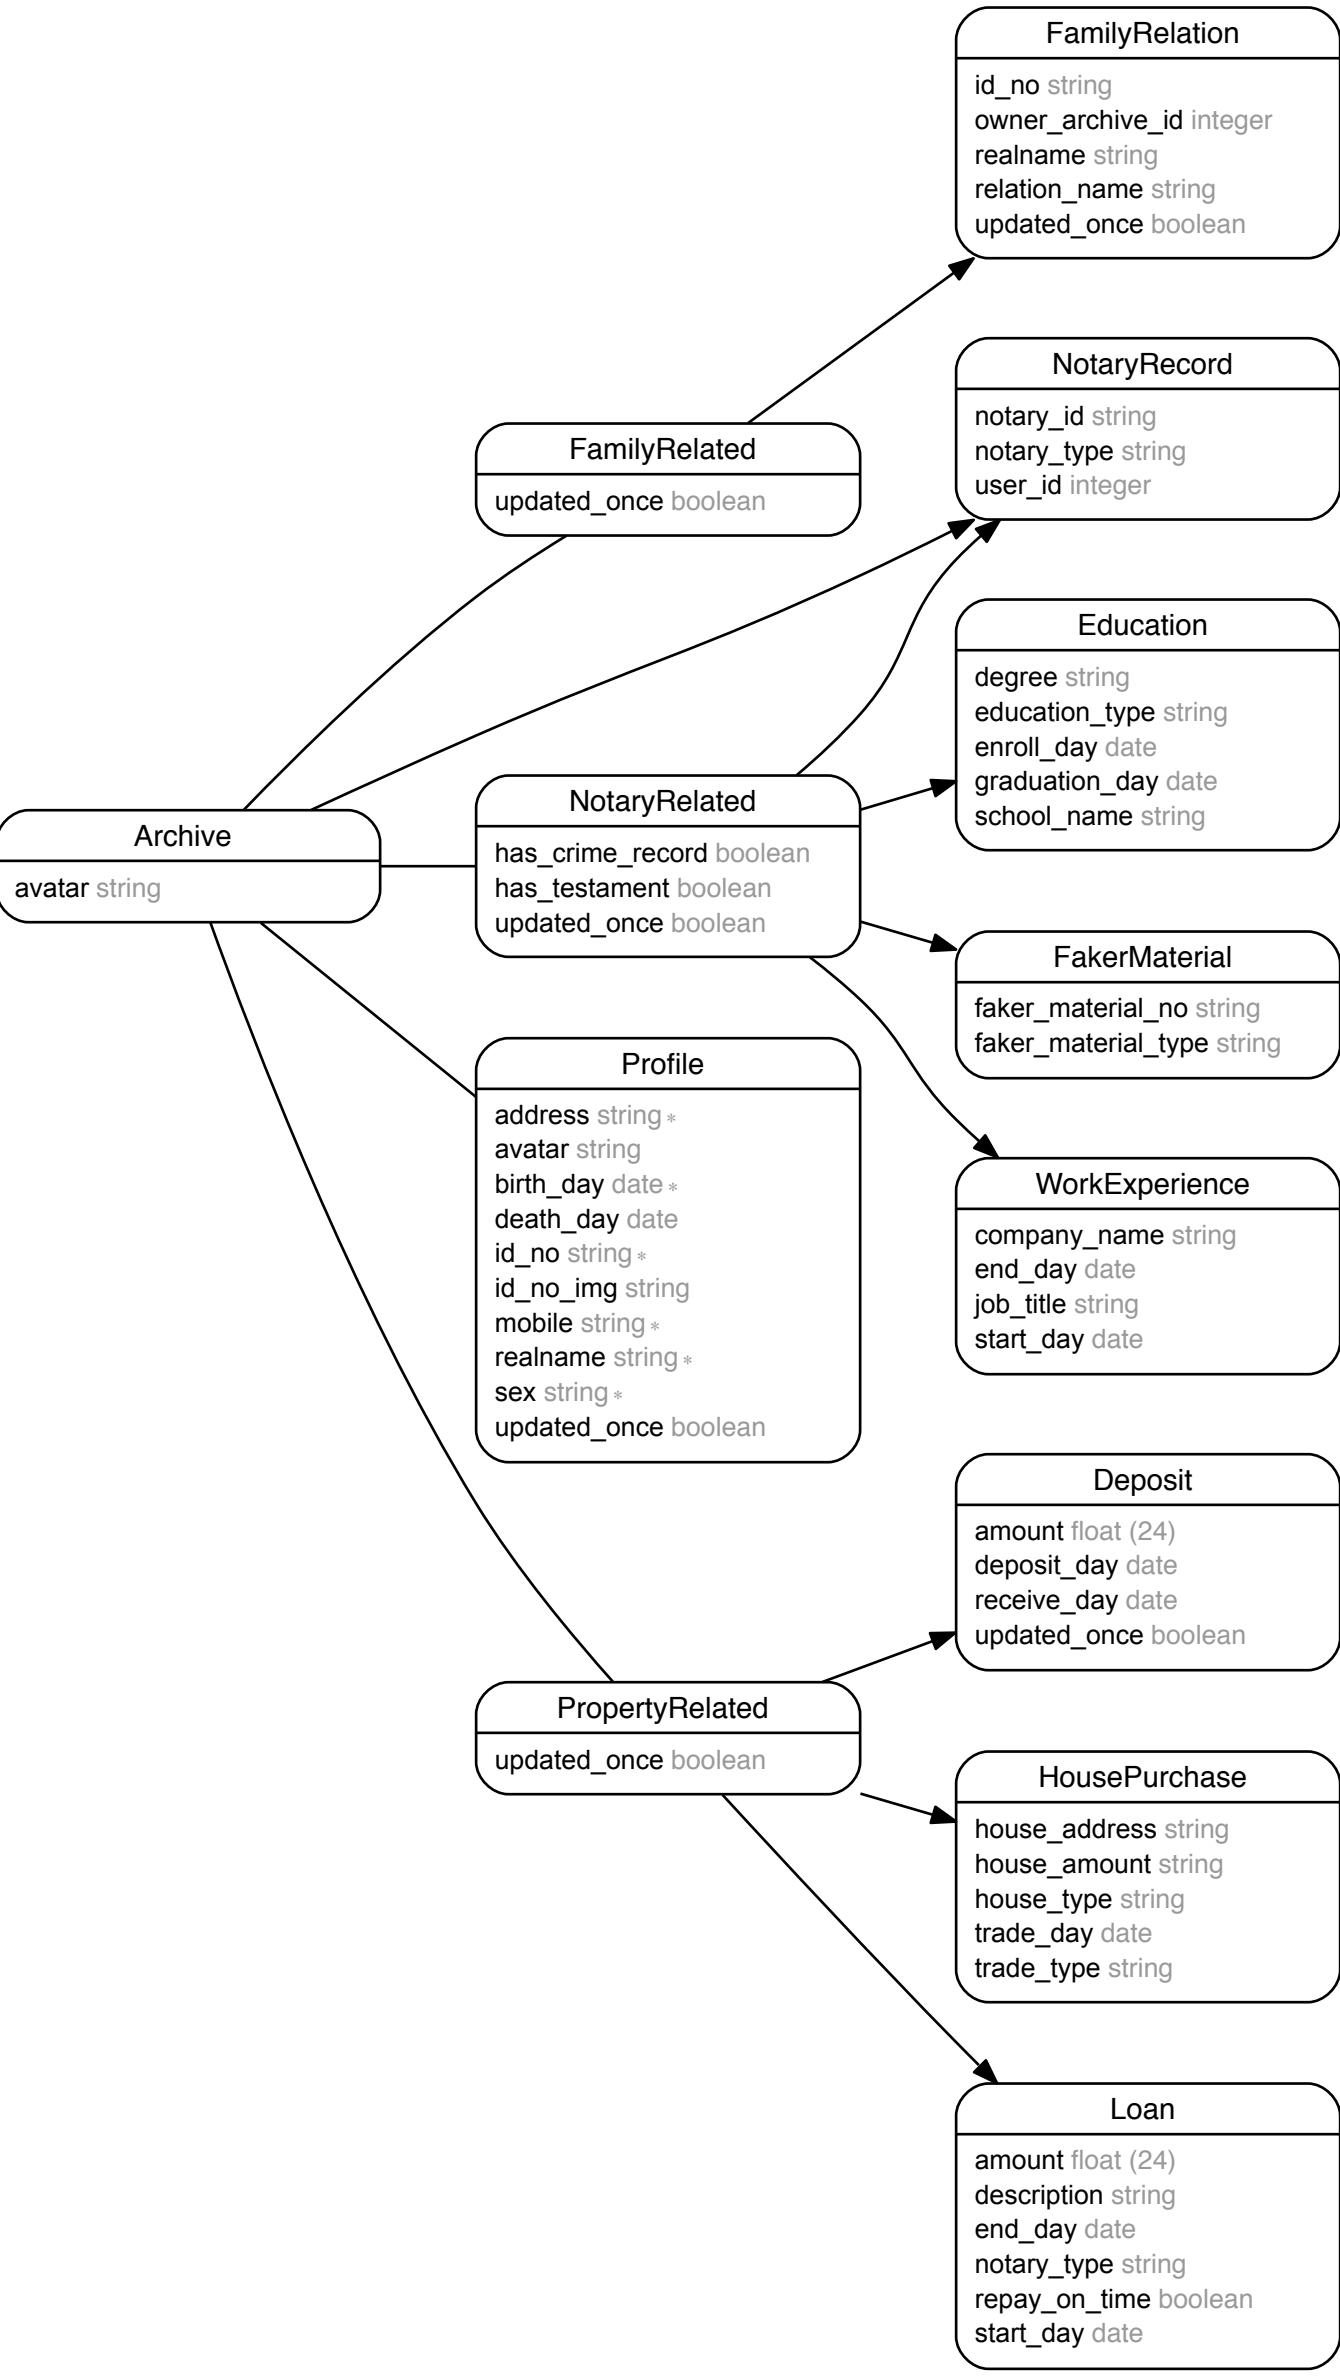 FamilyRelation
id_no string
owner_archive_id integer
realname string
relation_name string
updated_once boolean
NotaryRecord
notary_id string
notary_type string
user_id integer
FamilyRelated
updated_once boolean
Education
degree string
education_type string
enroll_day date
graduation_day date
school_name string
NotaryRelated
has_crime_record boolean
has_testament boolean
updated_once boolean
Archive
avatar string
FakerMaterial
faker_material_no string
faker_material_type string
Profile
address string *
avatar string
birth_day date *
death_day date
id_no string *
id_no_img string
mobile string *
realname string *
sex string *
updated_once boolean
WorkExperience
company_name string
end_day date
job_title string
start_day date
Deposit
amount float (24)
deposit_day date
receive_day date
updated_once boolean
PropertyRelated
updated_once boolean
HousePurchase
house_address string
house_amount string
house_type string
trade_day date
trade_type string
Loan
amount float (24)
description string
end_day date
notary_type string
repay_on_time boolean
start_day date